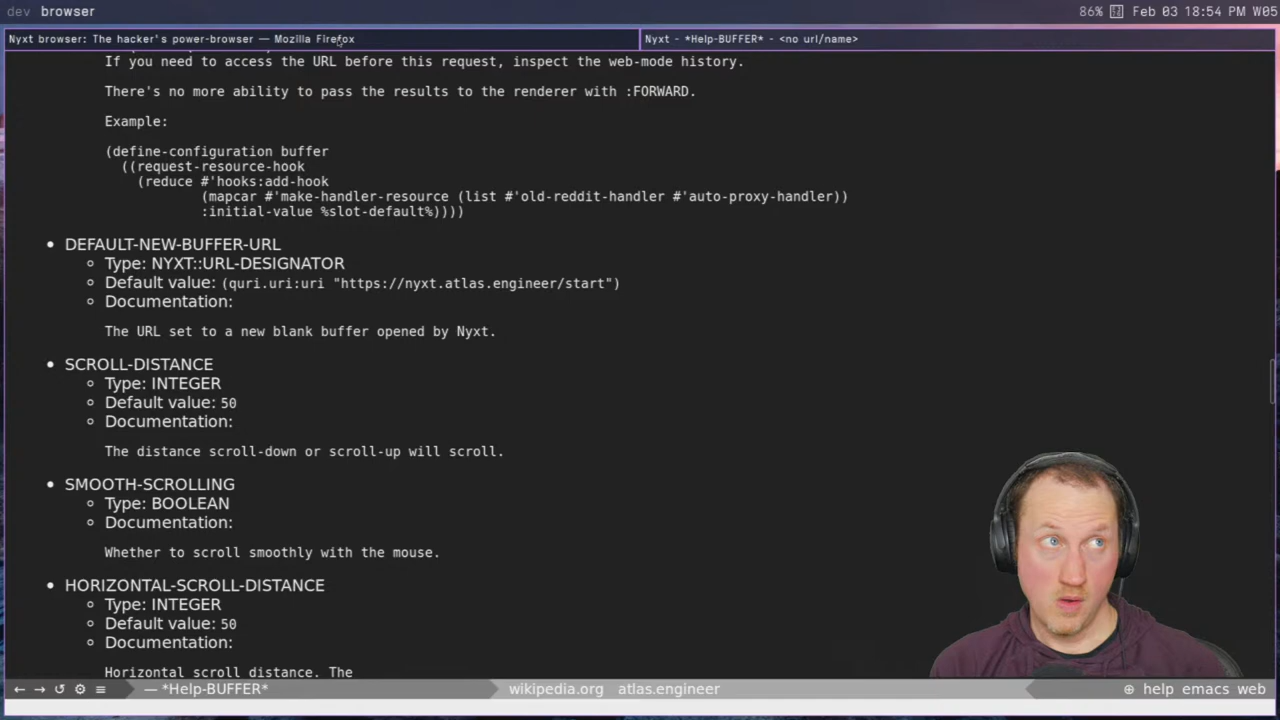 dev browser
86% Feb 03 18:54 PM W05
Nyxt browser: The hacker's power-browser — Mozilla Firefox
Nyxt - *Help-BUFFER* - <no url/name>
If you need to access the URL before this request, inspect the web-mode history.
There's no more ability to pass the results to the renderer with :FORWARD.
Example:
(define-configuration buffer
((request-resource-hook
(reduce #'hooks:add-hook
(mapcar #'make-handler-resource (list #'old-reddit-handler #'auto-proxy-handler))
:initial-value %slot-default%))))
• DEFAULT-NEW-BUFFER-URL
◦ Type: NYXT::URL-DESIGNATOR
◦ Default value: (quri.uri:uri "https://nyxt.atlas.engineer/start")
◦ Documentation:
The URL set to a new blank buffer opened by Nyxt.
• SCROLL-DISTANCE
◦ Type: INTEGER
◦ Default value: 50
◦ Documentation:
The distance scroll-down or scroll-up will scroll.
• SMOOTH-SCROLLING
◦ Type: BOOLEAN
◦ Documentation:
Whether to scroll smoothly with the mouse.
• HORIZONTAL-SCROLL-DISTANCE
◦ Type: INTEGER
◦ Default value: 50
◦ Documentation:
Horizontal scroll distance. The
← → ↺ ⚙ ≡ — *Help-BUFFER* wikipedia.org atlas.engineer ⊕ help emacs web